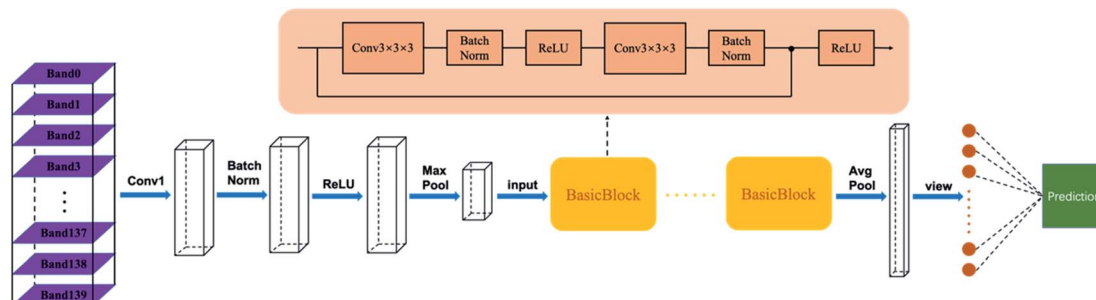 Conv3×3×3
Batch
Norm
ReLU
Conv3×3×3
Batch
Norm
ReLU
Band0
Band1
Band2
Band3
Band137
Band138
Band139
Conv1
Batch
Norm
ReLU
Max
Pool
input
BasicBlock
BasicBlock
Avg
Pool
view
Prediction